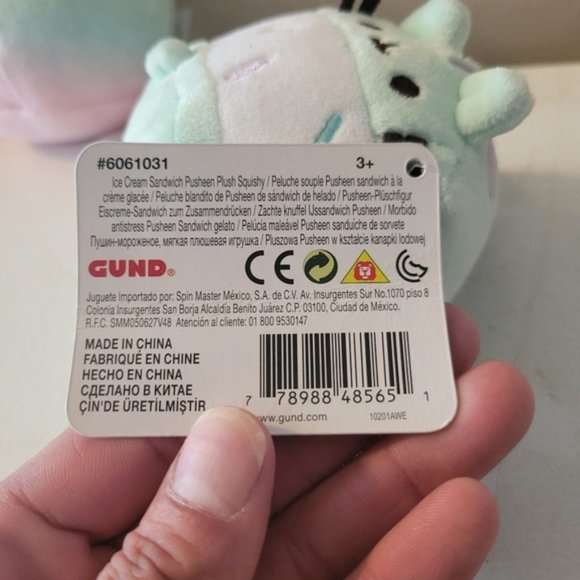 #6061031 3+
Ice Cream Sandwich Pusheen Plush Squishy / Peluche souple Pusheen sandwich à la
crème glacée / Peluche blandito de Pusheen de sándwich de helado / Pusheen-Plüschfigur
Eiscreme-Sandwich zum Zusammendrücken / Zachte knuffel IJssandwich Pusheen / Morbido
antistress Pusheen Sandwich gelato / Pelúcia maleável Pusheen sanduíche de sorvete
Пушин-мороженое, мягкая плюшевая игрушка / Pluszowa Pusheen w kształcie kanapki lodowej
GUND®
CE
Juguete Importado por: Spin Master México, S.A. de C.V. Av. Insurgentes Sur No.1070 piso 8
Colonia Insurgentes San Borja Alcaldía Benito Juárez C.P. 03100, Ciudad de México.
R.F.C. SMM050627V48 Atención al cliente: 01 800 9530147
MADE IN CHINA
FABRIQUÉ EN CHINE
HECHO EN CHINA
СДЕЛАНО В КИТАЕ
ÇİN'DE ÜRETİLMİŞTİR
7 78988 48565 1
www.gund.com 10201AWE